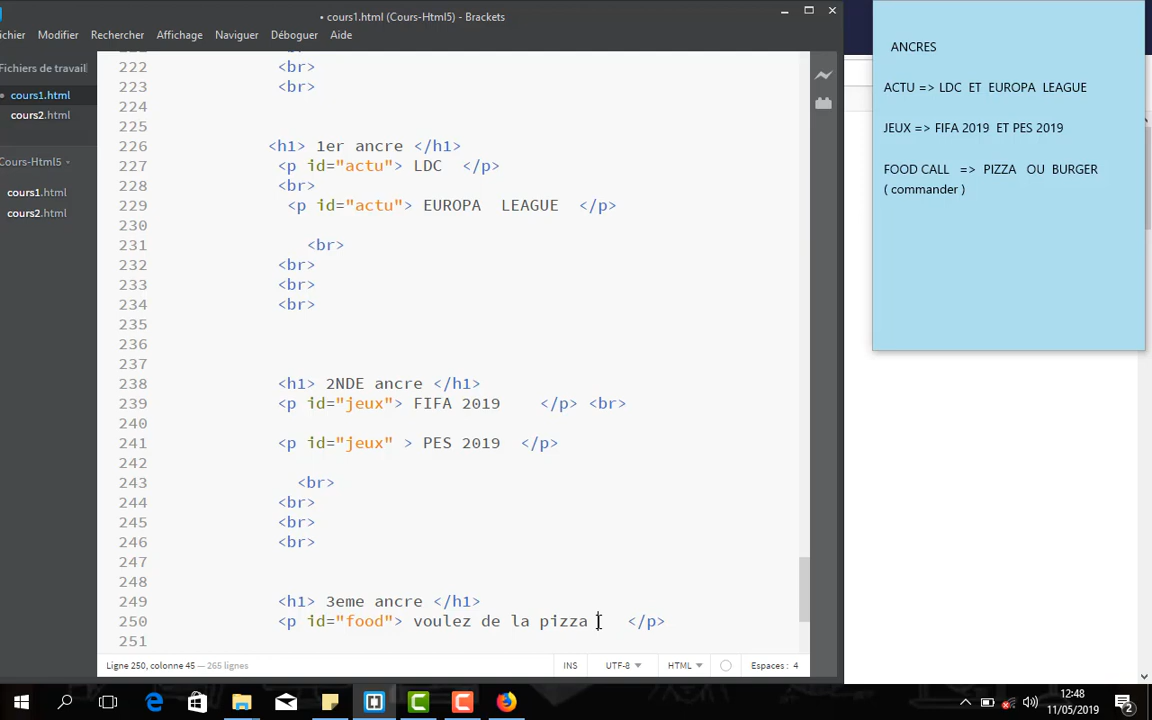 • cours1.html (Cours-Html5) - Brackets
ichier Modifier Rechercher Affichage Naviguer Déboguer Aide
Fichiers de travail
• cours1.html
cours2.html
Cours-Html5
cours1.html
cours2.html
222 <br>
223 <br>
224
225
226 <h1> 1er ancre </h1>
227 <p id="actu"> LDC </p>
228 <br>
229 <p id="actu"> EUROPA LEAGUE </p>
230
231 <br>
232 <br>
233 <br>
234 <br>
235
236
237
238 <h1> 2NDE ancre </h1>
239 <p id="jeux"> FIFA 2019 </p> <br>
240
241 <p id="jeux" > PES 2019 </p>
242
243 <br>
244 <br>
245 <br>
246 <br>
247
248
249 <h1> 3eme ancre </h1>
250 <p id="food"> voulez de la pizza </p>
251
Ligne 250, colonne 45 — 265 lignes
INS UTF-8 HTML Espaces : 4
ANCRES
ACTU => LDC ET EUROPA LEAGUE
JEUX => FIFA 2019 ET PES 2019
FOOD CALL => PIZZA OU BURGER
( commander )
12:48
11/05/2019
2